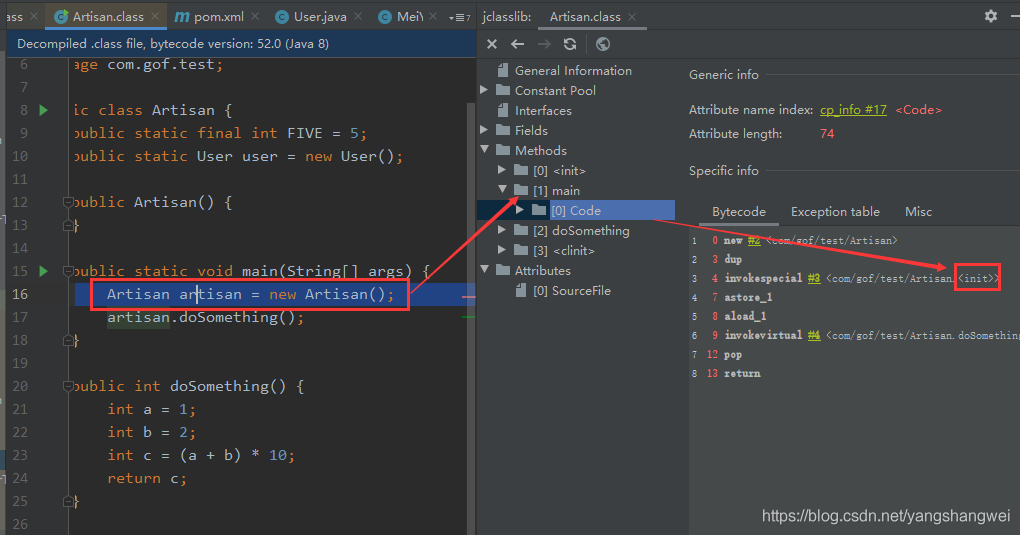 ass
Artisan.class
pom.xml
User.java
MeiV
7
Decompiled .class file, bytecode version: 52.0 (Java 8)
6 age com.gof.test;
7
8 ic class Artisan {
9 public static final int FIVE = 5;
10 public static User user = new User();
11
12 public Artisan() {
13 }
14
15 public static void main(String[] args) {
16 Artisan artisan = new Artisan();
17 artisan.doSomething();
18 }
19
20 public int doSomething() {
21 int a = 1;
22 int b = 2;
23 int c = (a + b) * 10;
24 return c;
25 }
26
jclasslib:
Artisan.class
General Information
Constant Pool
Interfaces
Fields
Methods
[0] <init>
[1] main
[0] Code
[2] doSomething
[3] <clinit>
Attributes
[0] SourceFile
Generic info
Attribute name index: cp_info #17 <Code>
Attribute length: 74
Specific info
Bytecode
Exception table
Misc
1 0 new #2 <com/gof/test/Artisan>
2 3 dup
3 4 invokespecial #3 <com/gof/test/Artisan.<init>>
4 7 astore_1
5 8 aload_1
6 9 invokevirtual #4 <com/gof/test/Artisan.doSomething
7 12 pop
8 13 return
https://blog.csdn.net/yangshangwei